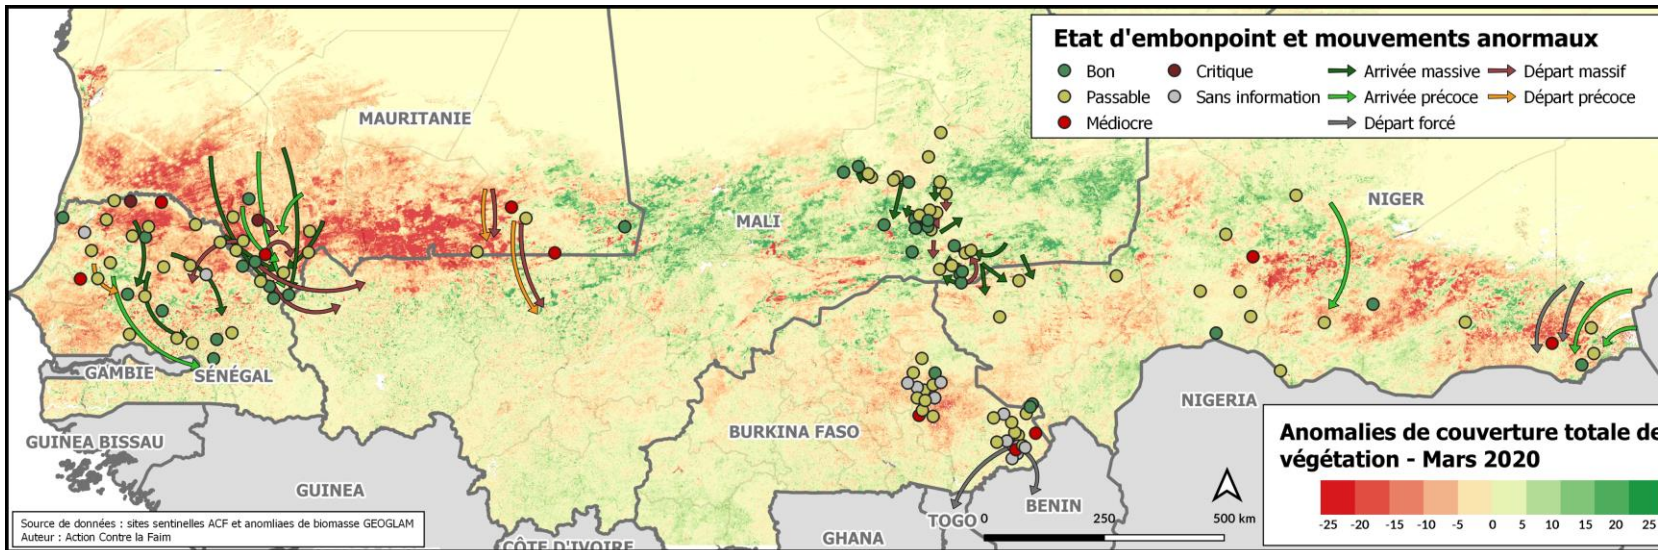 Etat d'embonpoint et mouvements anormaux
Bon
Critique
Arrivée massive
Départ massif
Passable
Sans information
Arrivée précoce
Départ précoce
Médiocre
Départ forcé
MAURITANIE
MALI
NIGER
GAMBIE
SÉNÉGAL
GUINEA BISSAU
GUINEA
BURKINA FASO
NIGERIA
BENIN
TOGO
GHANA
CÔTE D'IVOIRE
0
250
500 km
Anomalies de couverture totale de
végétation - Mars 2020
-25 -20 -15 -10 -5 0 5 10 15 20 25
Source de données : sites sentinelles ACF et anomliaes de biomasse GEOGLAM
Auteur : Action Contre la Faim